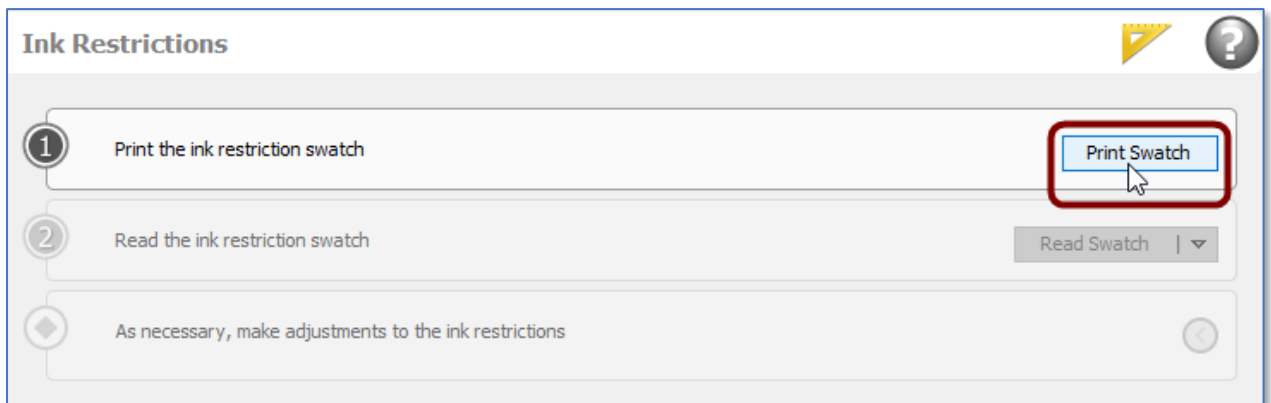 Ink Restrictions
?
1
Print the ink restriction swatch
Print Swatch
2
Read the ink restriction swatch
Read Swatch
As necessary, make adjustments to the ink restrictions